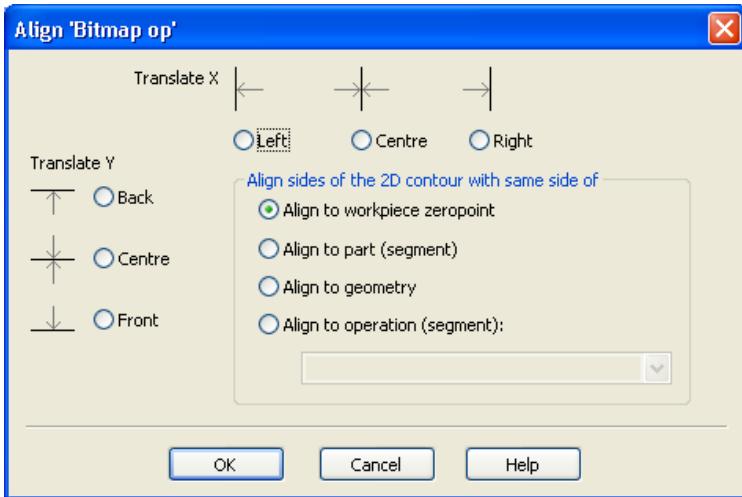 Align 'Bitmap op'
Translate X
Left Centre Right
Translate Y
Back
Centre
Front
Align sides of the 2D contour with same side of
Align to workpiece zeropoint
Align to part (segment)
Align to geometry
Align to operation (segment):
OK Cancel Help